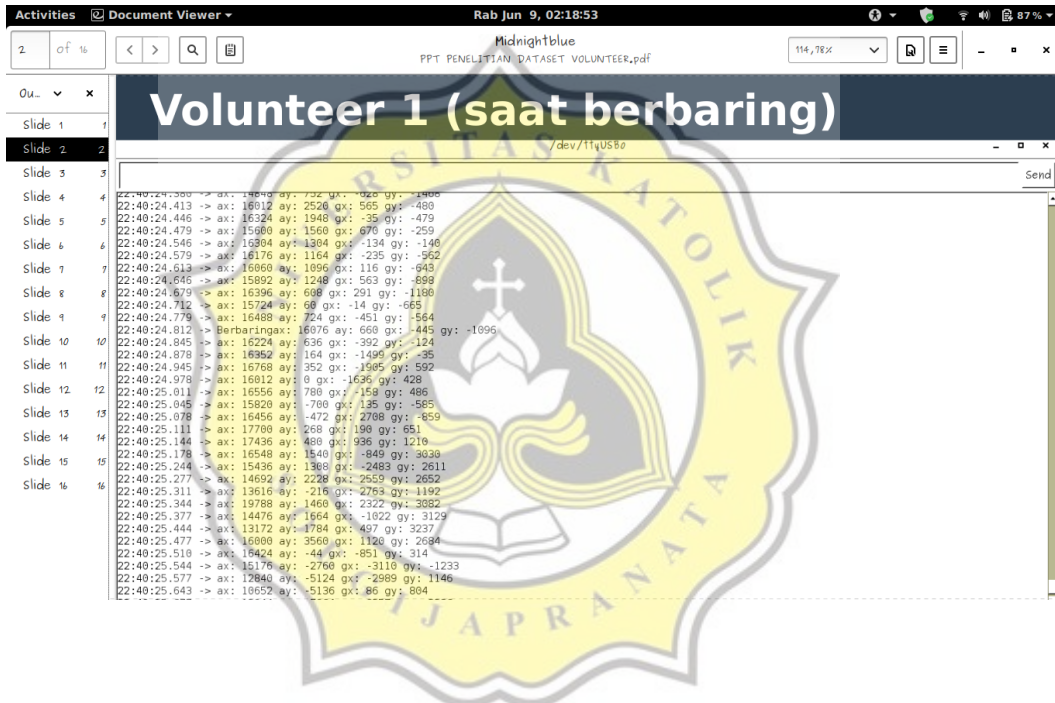 Activities Document Viewer Rab Jun 9, 02:18:53 87%
2 of 16 Midnightblue 114,78%
PPT PENELITIAN DATASET VOLUNTEER.pdf
Ou...
Slide 1 1
Slide 2 2
Slide 3 3
Slide 4 4
Slide 5 5
Slide 6 6
Slide 7 7
Slide 8 8
Slide 9 9
Slide 10 10
Slide 11 11
Slide 12 12
Slide 13 13
Slide 14 14
Slide 15 15
Slide 16 16
Volunteer 1 (saat berbaring)
/dev/ttyUSB0
Send
22:40:24.380 -> ax: 14848 ay: 752 gx: -628 gy: -1408
22:40:24.413 -> ax: 16012 ay: 2526 gx: 565 gy: -480
22:40:24.446 -> ax: 16324 ay: 1948 gx: -35 gy: -479
22:40:24.479 -> ax: 15600 ay: 1560 gx: 670 gy: -259
22:40:24.546 -> ax: 16304 ay: 1304 gx: -134 gy: -140
22:40:24.579 -> ax: 16176 ay: 1164 gx: -235 gy: -562
22:40:24.613 -> ax: 16060 ay: 1096 gx: 116 gy: -643
22:40:24.646 -> ax: 15892 ay: 1248 gx: 563 gy: -898
22:40:24.679 -> ax: 16396 ay: 608 gx: 291 gy: -1180
22:40:24.712 -> ax: 15724 ay: 60 gx: -14 gy: -665
22:40:24.779 -> ax: 16488 ay: 724 gx: -451 gy: -564
22:40:24.812 -> Berbaringax: 16076 ay: 660 gx: -445 gy: -1096
22:40:24.845 -> ax: 16224 ay: 636 gx: -392 gy: -124
22:40:24.878 -> ax: 16352 ay: 164 gx: -1499 gy: -35
22:40:24.945 -> ax: 16768 ay: 352 gx: -1905 gy: 592
22:40:24.978 -> ax: 16012 ay: 0 gx: -1636 gy: 428
22:40:25.011 -> ax: 16556 ay: 780 gx: -158 gy: 486
22:40:25.045 -> ax: 15820 ay: -700 gx: 135 gy: -585
22:40:25.078 -> ax: 16456 ay: -472 gx: 2708 gy: -859
22:40:25.111 -> ax: 17700 ay: 268 gx: 190 gy: 651
22:40:25.144 -> ax: 17436 ay: 480 gx: 936 gy: 1210
22:40:25.178 -> ax: 16548 ay: 1540 gx: -849 gy: 3030
22:40:25.244 -> ax: 15436 ay: 1308 gx: -2483 gy: 2611
22:40:25.277 -> ax: 14692 ay: 2228 gx: 2559 gy: 2652
22:40:25.311 -> ax: 13616 ay: -216 gx: 2763 gy: 1192
22:40:25.344 -> ax: 19788 ay: 1460 gx: 2322 gy: 3082
22:40:25.377 -> ax: 14476 ay: 1664 gx: -1022 gy: 3129
22:40:25.444 -> ax: 13172 ay: 1784 gx: 497 gy: 3237
22:40:25.477 -> ax: 16000 ay: 3560 gx: 1120 gy: 2684
22:40:25.510 -> ax: 16424 ay: -44 gx: -851 gy: 314
22:40:25.544 -> ax: 15176 ay: -2760 gx: -3110 gy: -1233
22:40:25.577 -> ax: 12840 ay: -5124 gx: -2989 gy: 1146
22:40:25.643 -> ax: 10652 ay: -5136 gx: 86 gy: 804
SITAS KATOLIK
GIJAPRANATA